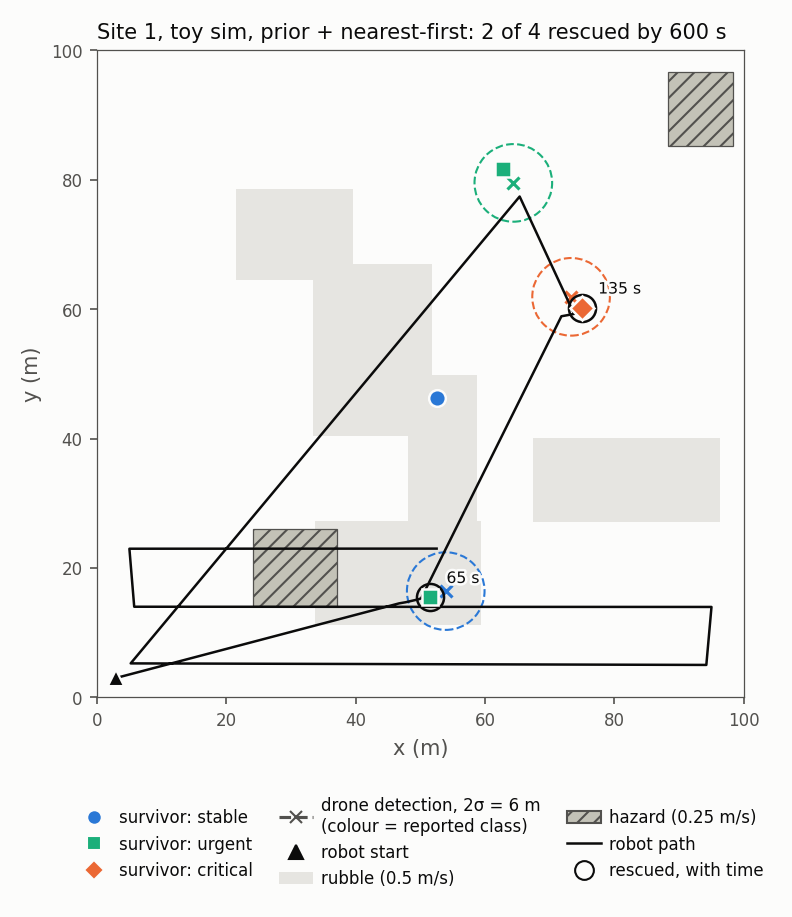 Site 1, toy sim, prior + nearest-first: 2 of 4 rescued by 600 s
100
80
60
40
20
0
y (m)
135 s
65 s
0 20 40 60 80 100
x (m)
survivor: stable
survivor: urgent
survivor: critical
drone detection, 2σ = 6 m
(colour = reported class)
robot start
rubble (0.5 m/s)
hazard (0.25 m/s)
robot path
rescued, with time